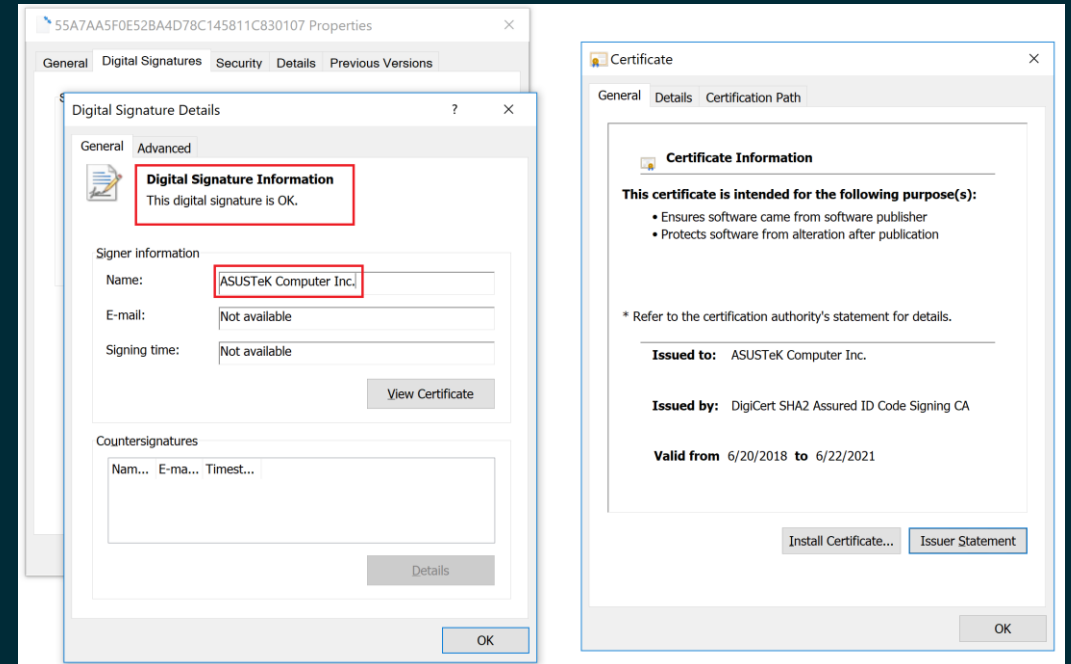 55A7AA5F0E52BA4D78C145811C830107 Properties
General Digital Signatures Security Details Previous Versions
Digital Signature Details
General Advanced
Digital Signature Information
This digital signature is OK.
Signer information
Name: ASUSTeK Computer Inc.
E-mail: Not available
Signing time: Not available
View Certificate
Countersignatures
Nam... E-ma... Timest...
Details
OK
Certificate
General Details Certification Path
Certificate Information
This certificate is intended for the following purpose(s):
• Ensures software came from software publisher
• Protects software from alteration after publication
* Refer to the certification authority's statement for details.
Issued to: ASUSTeK Computer Inc.
Issued by: DigiCert SHA2 Assured ID Code Signing CA
Valid from 6/20/2018 to 6/22/2021
Install Certificate... Issuer Statement
OK